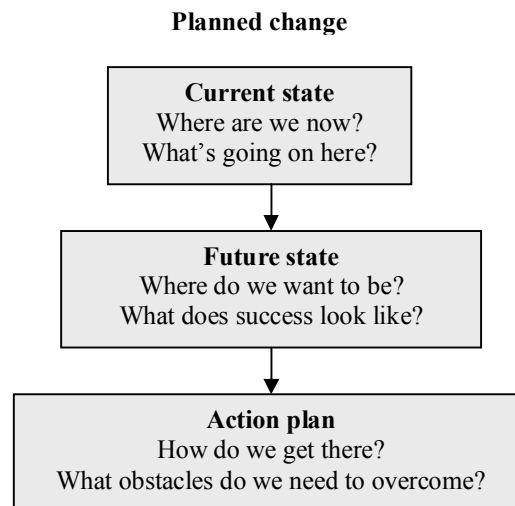 Planned change
Current state
Where are we now?
What’s going on here?
Future state
Where do we want to be?
What does success look like?
Action plan
How do we get there?
What obstacles do we need to overcome?